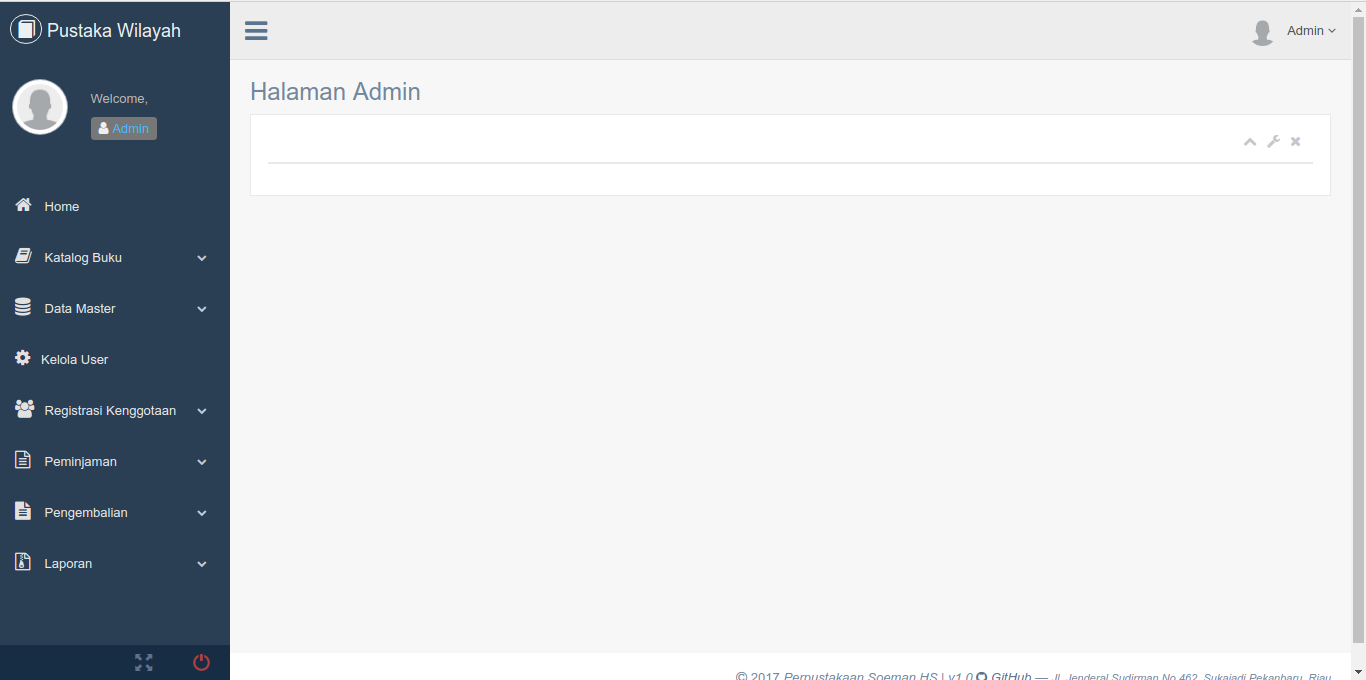 Pustaka Wilayah
Admin
Welcome,
Admin
Halaman Admin
Home
Katalog Buku
Data Master
Kelola User
Registrasi Kenggotaan
Peminjaman
Pengembalian
Laporan
© 2017 Perpustakaan Soeman HS | v1.0 GitHub — Jl. Jenderal Sudirman No.462, Sukajadi Pekanbaru, Riau